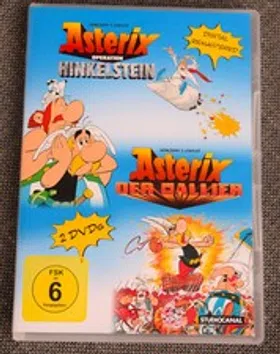 Asterix
OPERATION
HINKELSTEIN
DIGITAL
REMASTERED
Asterix
DER GALLIER
2 DVDs
FSK
6
STUDIOCANAL